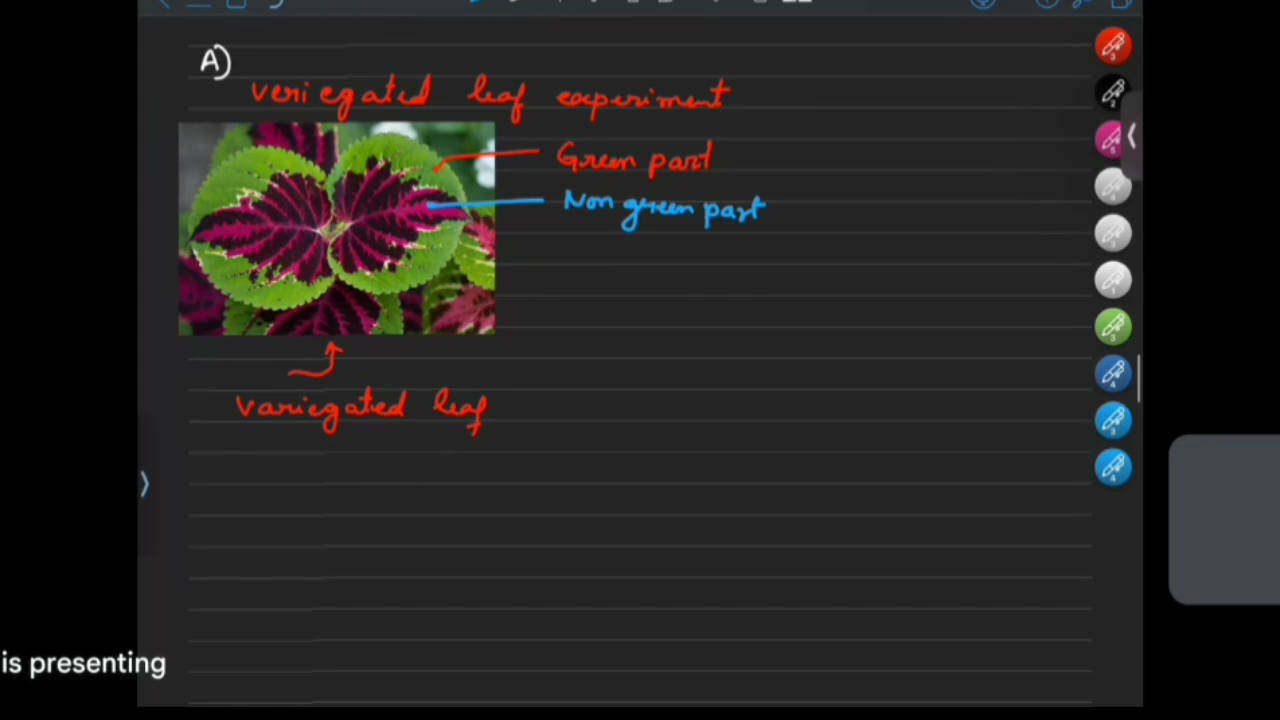 A)
veriegated leaf experiment
Green part
Non green part
variegated leaf
is presenting